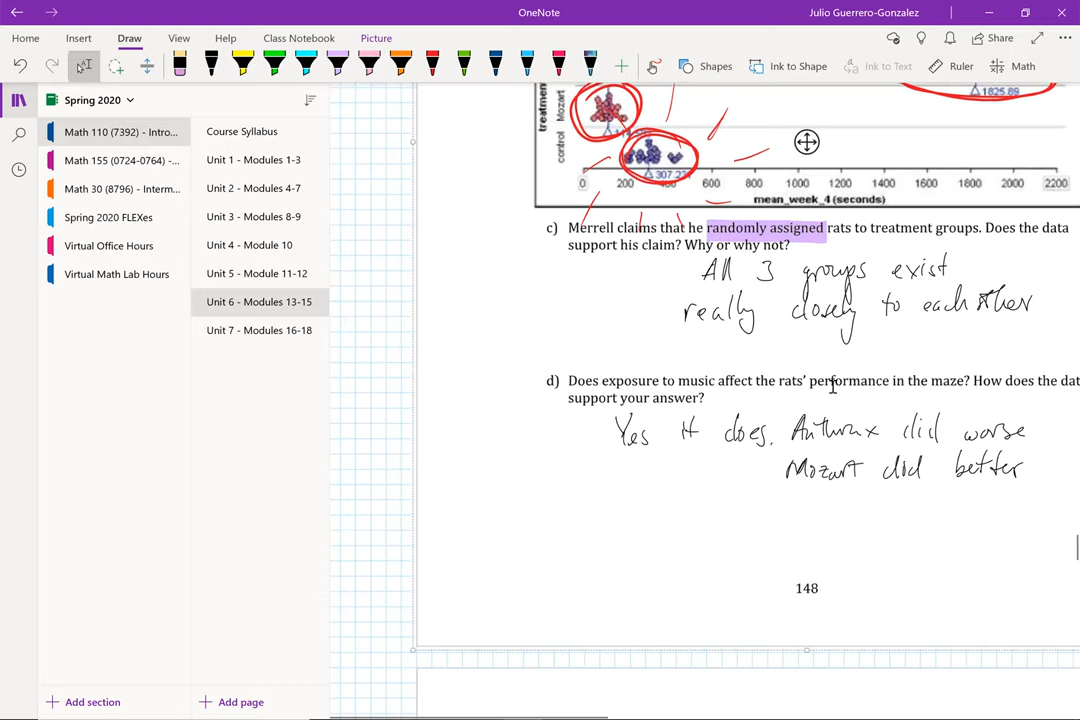 OneNote
Julio Guerrero-Gonzalez
Home Insert Draw View Help Class Notebook Picture
Share
Shapes Ink to Shape Ink to Text Ruler Math
Spring 2020
Math 110 (7392) - Intro...
Math 155 (0724-0764) -...
Math 30 (8796) - Interm...
Spring 2020 FLEXes
Virtual Office Hours
Virtual Math Lab Hours
Course Syllabus
Unit 1 - Modules 1-3
Unit 2 - Modules 4-7
Unit 3 - Modules 8-9
Unit 4 - Module 10
Unit 5 - Module 11-12
Unit 6 - Modules 13-15
Unit 7 - Modules 16-18
Add section
Add page
treatment
Mozart
control
1825.89
307.23
0 200 400 600 800 1000 1200 1400 1600 1800 2000 2200
mean_week_4 (seconds)
c) Merrell claims that he randomly assigned rats to treatment groups. Does the data
support his claim? Why or why not?
All 3 groups exist
really closely to each other
d) Does exposure to music affect the rats' performance in the maze? How does the dat
support your answer?
Yes it does. Anthrax did worse
Mozart did better
148